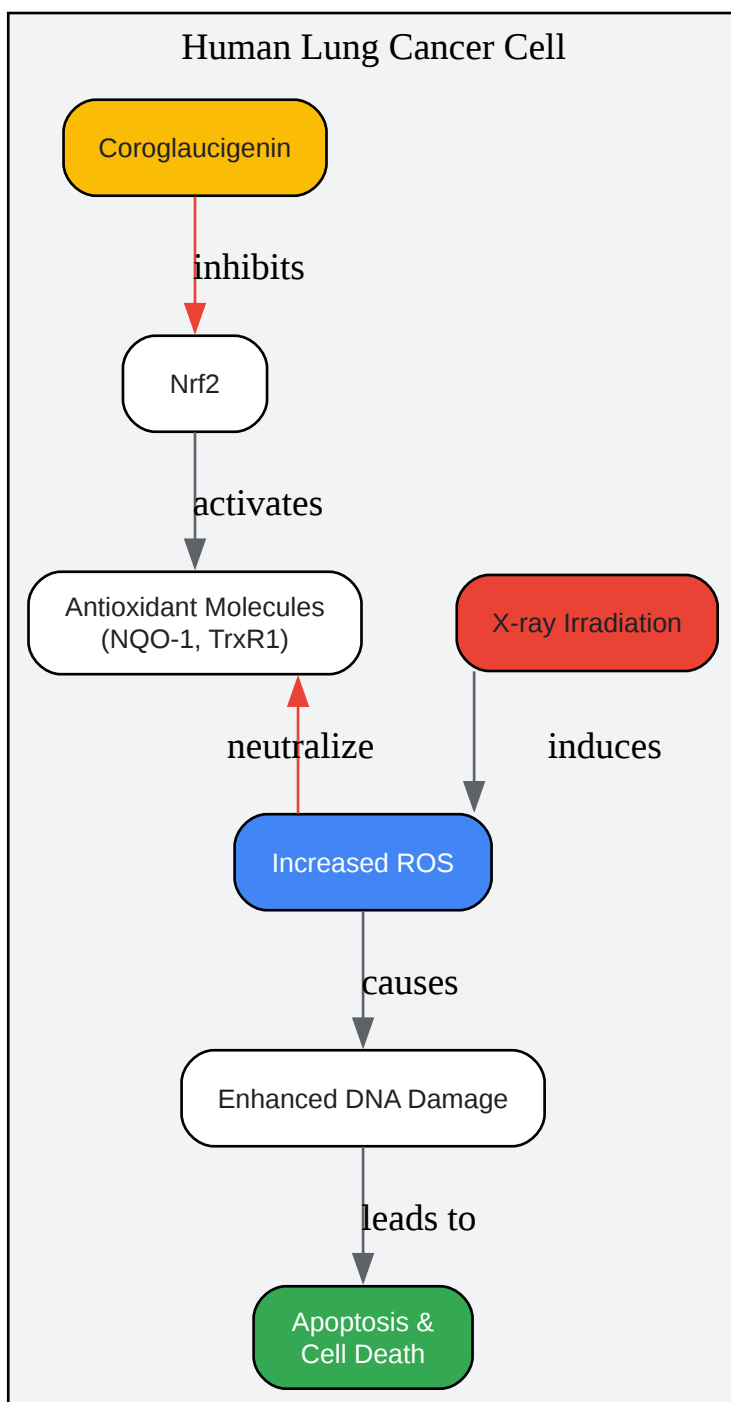 Human Lung Cancer Cell
Coroglaucigenin
inhibits
Nrf2
activates
Antioxidant Molecules
(NQO-1, TrxR1)
X-ray Irradiation
neutralize
induces
Increased ROS
causes
Enhanced DNA Damage
leads to
Apoptosis &
Cell Death